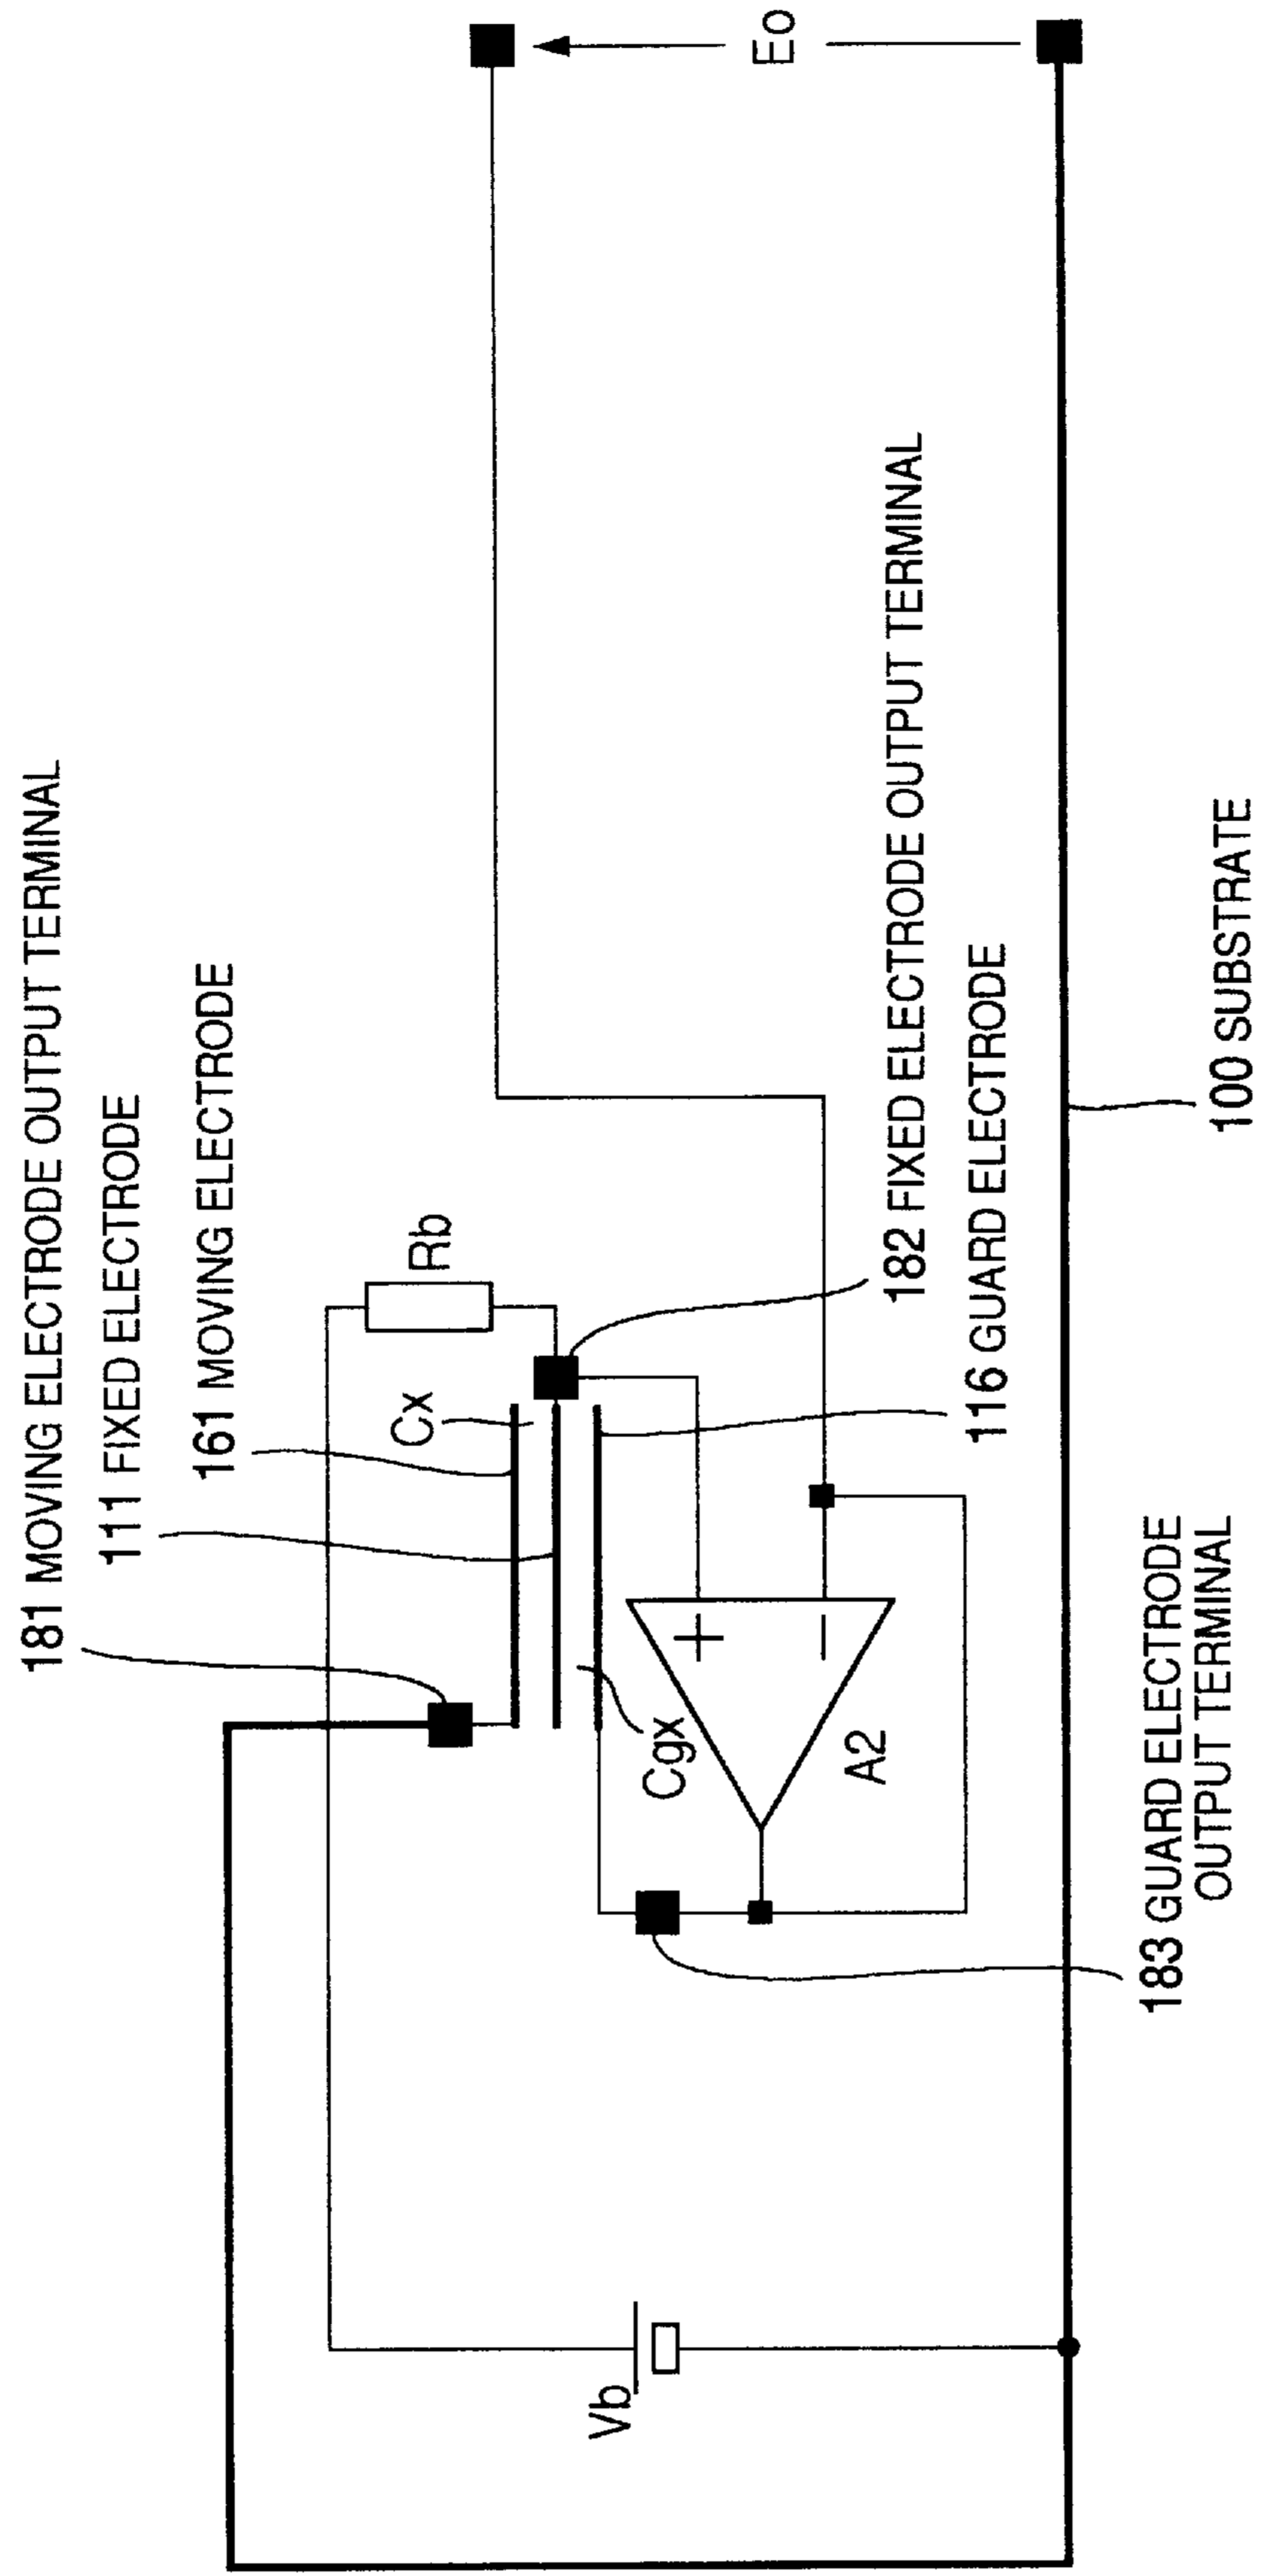 181 MOVING ELECTRODE OUTPUT TERMINAL
111 FIXED ELECTRODE
161 MOVING ELECTRODE
Cx
Rb
Vb
Cgx
+
−
A2
Eo
182 FIXED ELECTRODE OUTPUT TERMINAL
116 GUARD ELECTRODE
183 GUARD ELECTRODE
OUTPUT TERMINAL
100 SUBSTRATE